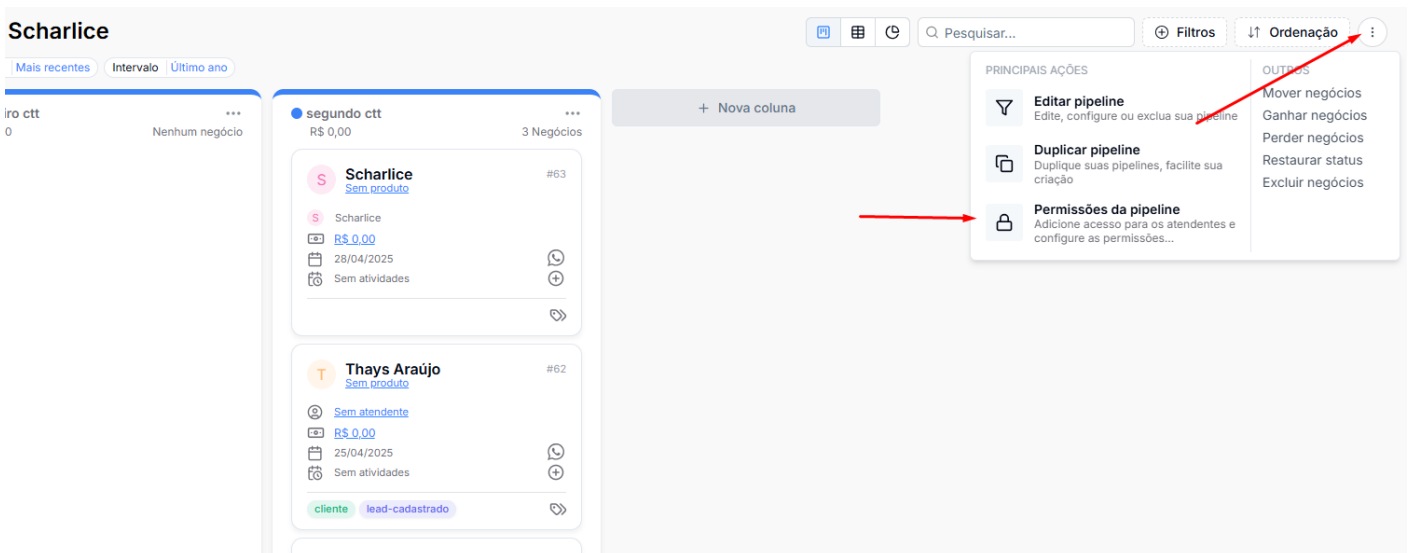 Scharlice
Pesquisar...
Filtros
Ordenação
Mais recentes
Intervalo Último ano
PRINCIPAIS AÇÕES
Editar pipeline
Edite, configure ou exclua sua pipeline
Duplicar pipeline
Duplique suas pipelines, facilite sua
criação
Permissões da pipeline
Adicione acesso para os atendentes e
configure as permissões...
OUTROS
Mover negócios
Ganhar negócios
Perder negócios
Restaurar status
Excluir negócios
iro ctt
0 Nenhum negócio
segundo ctt
R$ 0,00 3 Negócios
+ Nova coluna
S
Scharlice #63
Sem produto
S Scharlice
R$ 0,00
28/04/2025
Sem atividades
T
Thays Araújo #62
Sem produto
Sem atendente
R$ 0,00
25/04/2025
Sem atividades
cliente lead-cadastrado